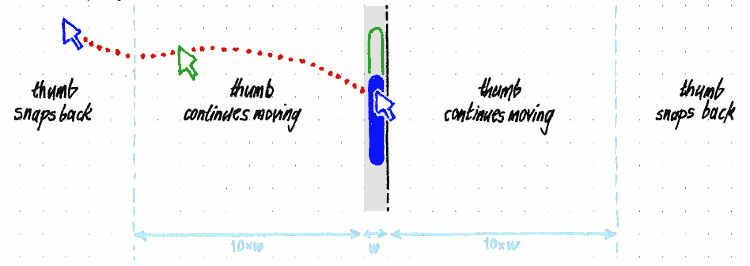 thumb
snaps back
thumb
continues moving
thumb
continues moving
thumb
snaps back
10×w
w
10×w